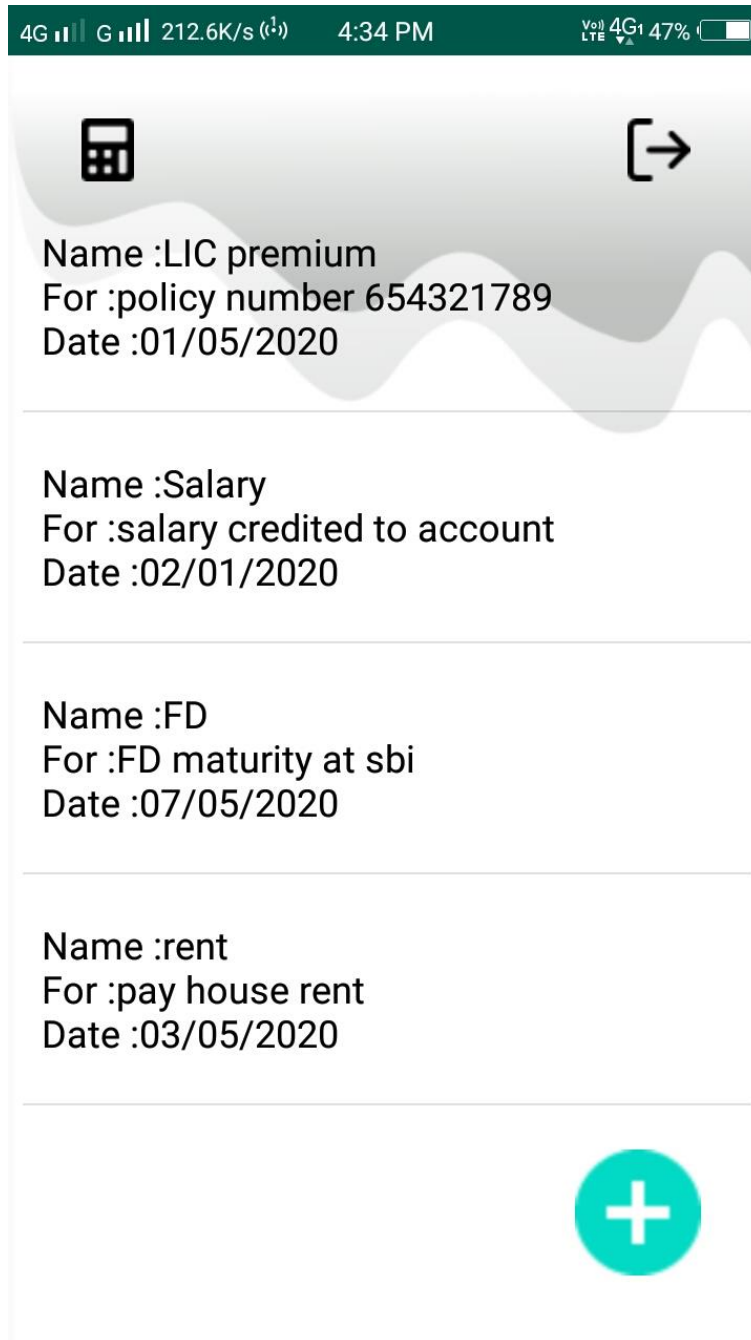 4G G 212.6K/s 4:34 PM VoLTE 4G1 47%
Name :LIC premium
For :policy number 654321789
Date :01/05/2020
Name :Salary
For :salary credited to account
Date :02/01/2020
Name :FD
For :FD maturity at sbi
Date :07/05/2020
Name :rent
For :pay house rent
Date :03/05/2020